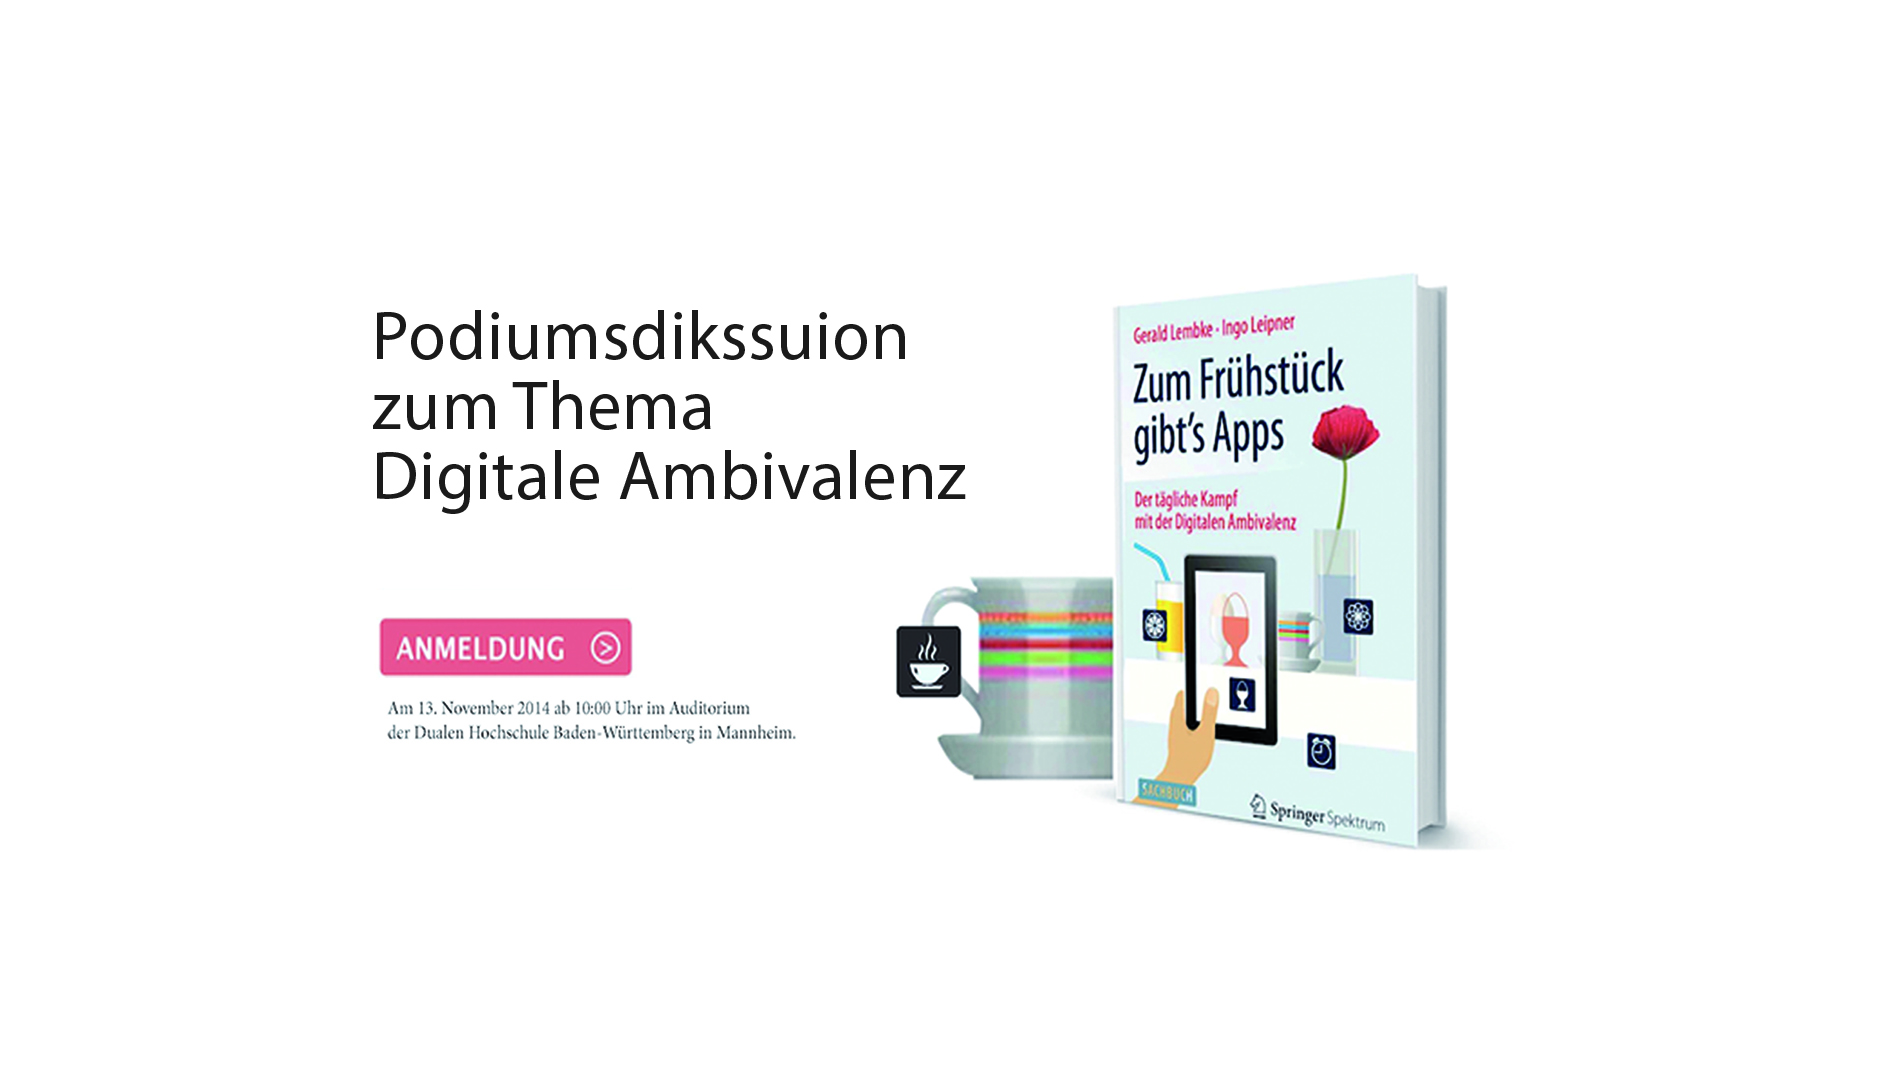 Podiumsdikssuion
zum Thema
Digitale Ambivalenz
ANMELDUNG
Am 13. November 2014 ab 10:00 Uhr im Auditorium
der Dualen Hochschule Baden-Württemberg in Mannheim.
Gerald Lembke · Ingo Leipner
Zum Frühstück
gibt's Apps
Der tägliche Kampf
mit der Digitalen Ambivalenz
SACHBUCH
Springer Spektrum